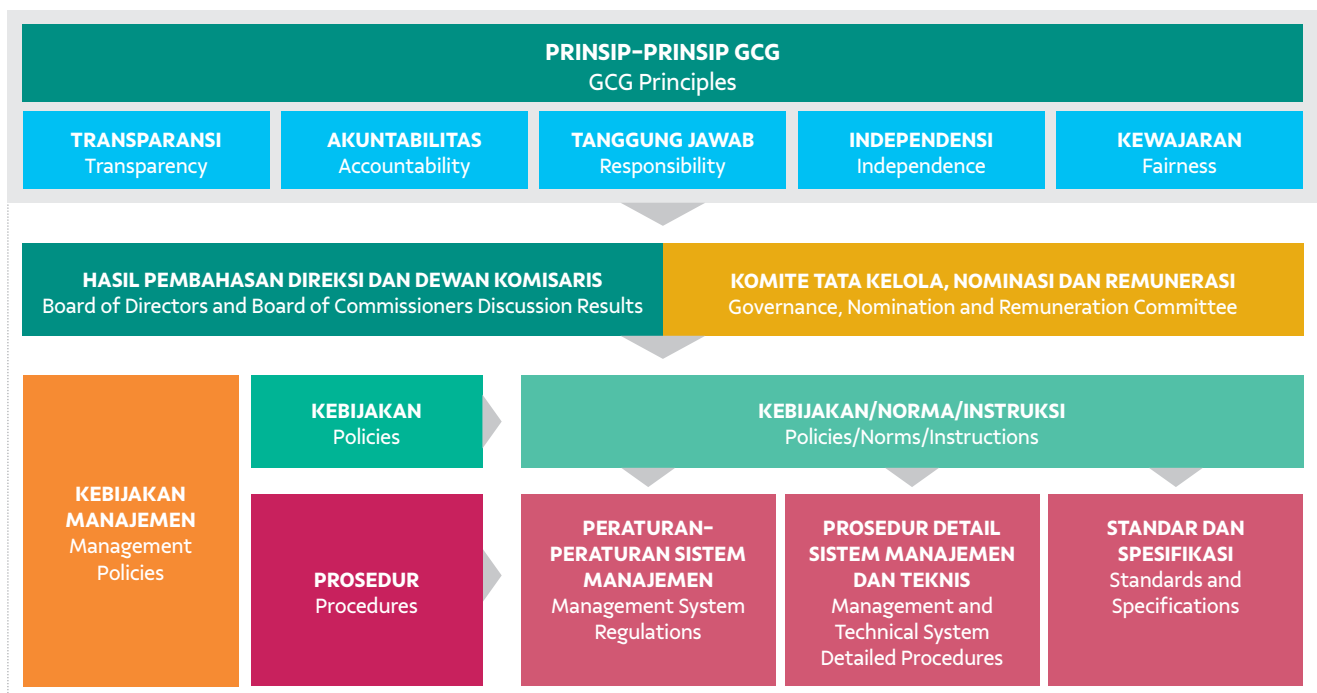 PRINSIP-PRINSIP GCG
GCG Principles
TRANSPARANSI
Transparency
AKUNTABILITAS
Accountability
TANGGUNG JAWAB
Responsibility
INDEPENDENSI
Independence
KEWAJARAN
Fairness
HASIL PEMBAHASAN DIREKSI DAN DEWAN KOMISARIS
Board of Directors and Board of Commissioners Discussion Results
KOMITE TATA KELOLA, NOMINASI DAN REMUNERASI
Governance, Nomination and Remuneration Committee
KEBIJAKAN
MANAJEMEN
Management
Policies
KEBIJAKAN
Policies
KEBIJAKAN/NORMA/INSTRUKSI
Policies/Norms/Instructions
PROSEDUR
Procedures
PERATURAN-
PERATURAN SISTEM
MANAJEMEN
Management System
Regulations
PROSEDUR DETAIL
SISTEM MANAJEMEN
DAN TEKNIS
Management and
Technical System
Detailed Procedures
STANDAR DAN
SPESIFIKASI
Standards and
Specifications